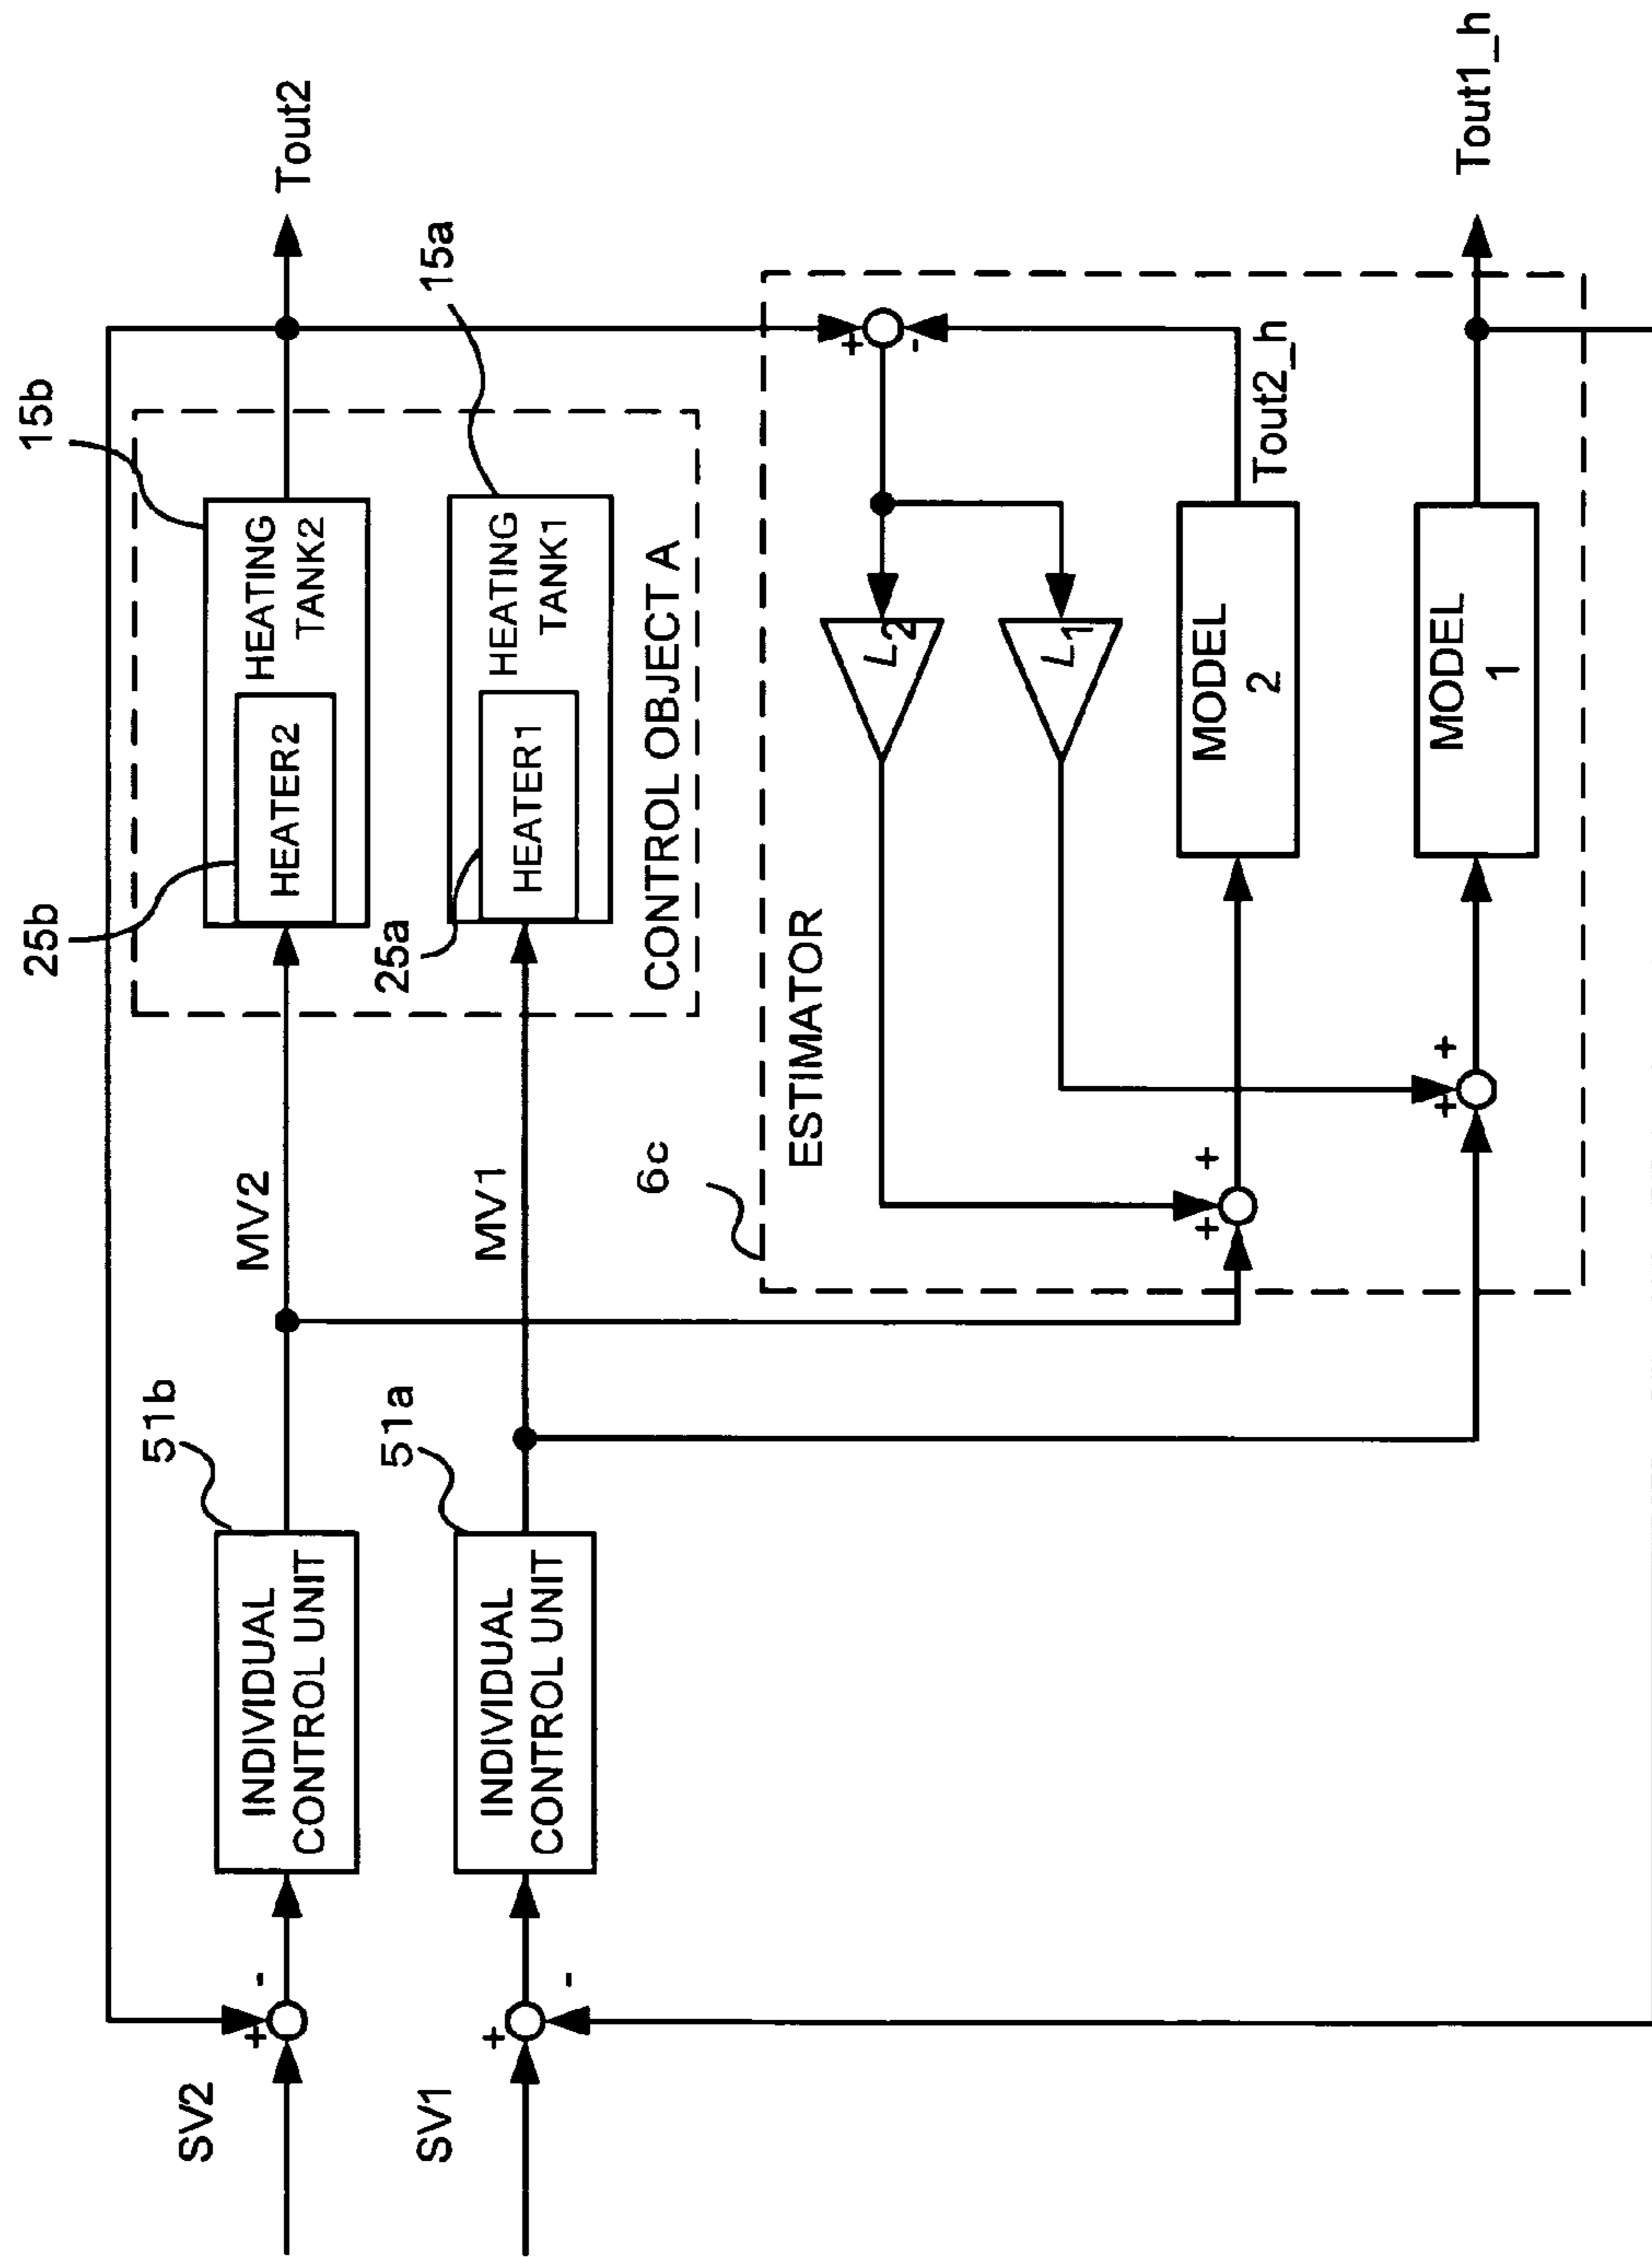 15b
25b
HEATER2
HEATING
TANK2
Tout2
SV2
-
+
INDIVIDUAL
CONTROL UNIT
51b
MV2
15a
25a
HEATER1
HEATING
TANK1
CONTROL OBJECT A
SV1
+
-
INDIVIDUAL
CONTROL UNIT
51a
MV1
6c
ESTIMATOR
+
-
L2
L1
+
+
MODEL
2
Tout2_h
+
+
MODEL
1
Tout1_h